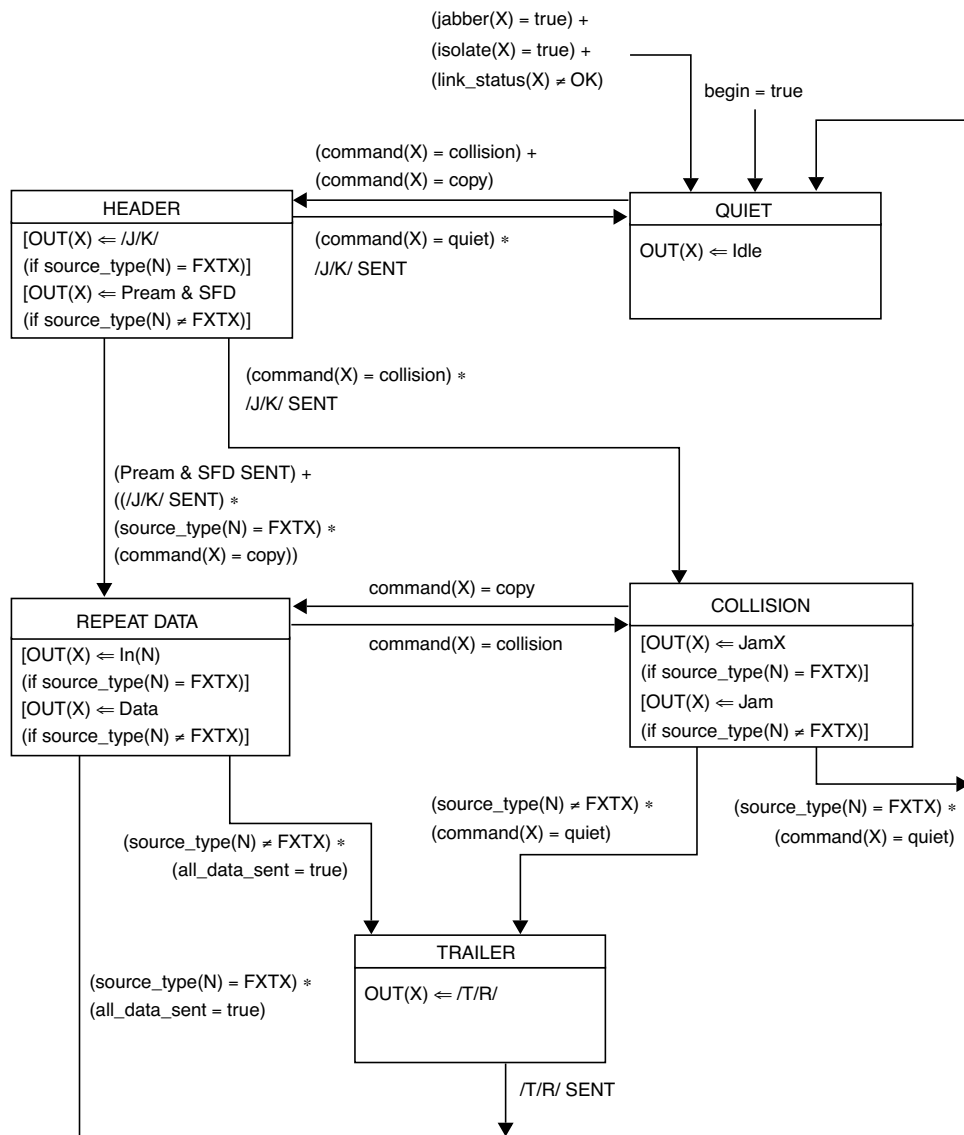 (jabber(X) = true) +
(isolate(X) = true) +
(link_status(X) ≠ OK)
begin = true
(command(X) = collision) +
(command(X) = copy)
HEADER
[OUT(X) ⇐ /J/K/
(if source_type(N) = FXTX)]
[OUT(X) ⇐ Pream & SFD
(if source_type(N) ≠ FXTX)]
(command(X) = quiet) *
/J/K/ SENT
QUIET
OUT(X) ⇐ Idle
(command(X) = collision) *
/J/K/ SENT
(Pream & SFD SENT) +
((/J/K/ SENT) *
(source_type(N) = FXTX) *
(command(X) = copy))
command(X) = copy
command(X) = collision
REPEAT DATA
[OUT(X) ⇐ In(N)
(if source_type(N) = FXTX)]
[OUT(X) ⇐ Data
(if source_type(N) ≠ FXTX)]
COLLISION
[OUT(X) ⇐ JamX
(if source_type(N) = FXTX)]
[OUT(X) ⇐ Jam
(if source_type(N) ≠ FXTX)]
(source_type(N) ≠ FXTX) *
(all_data_sent = true)
(source_type(N) ≠ FXTX) *
(command(X) = quiet)
(source_type(N) = FXTX) *
(command(X) = quiet)
TRAILER
OUT(X) ⇐ /T/R/
(source_type(N) = FXTX) *
(all_data_sent = true)
/T/R/ SENT